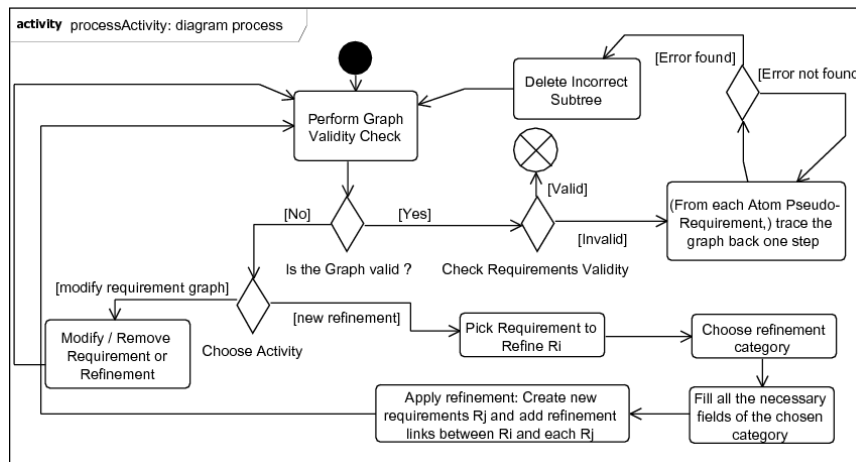 activity processActivity: diagram process
[Error found]
[Error not found]
Delete Incorrect
Subtree
Perform Graph
Validity Check
[Valid]
(From each Atom Pseudo-
Requirement,) trace the
graph back one step
[No]
[Yes]
[Invalid]
Is the Graph valid ?
Check Requirements Validity
[modify requirement graph]
[new refinement]
Modify / Remove
Requirement or
Refinement
Choose Activity
Pick Requirement to
Refine Ri
Choose refinement
category
Apply refinement: Create new
requirements Rj and add refinement
links between Ri and each Rj
Fill all the necessary
fields of the chosen
category